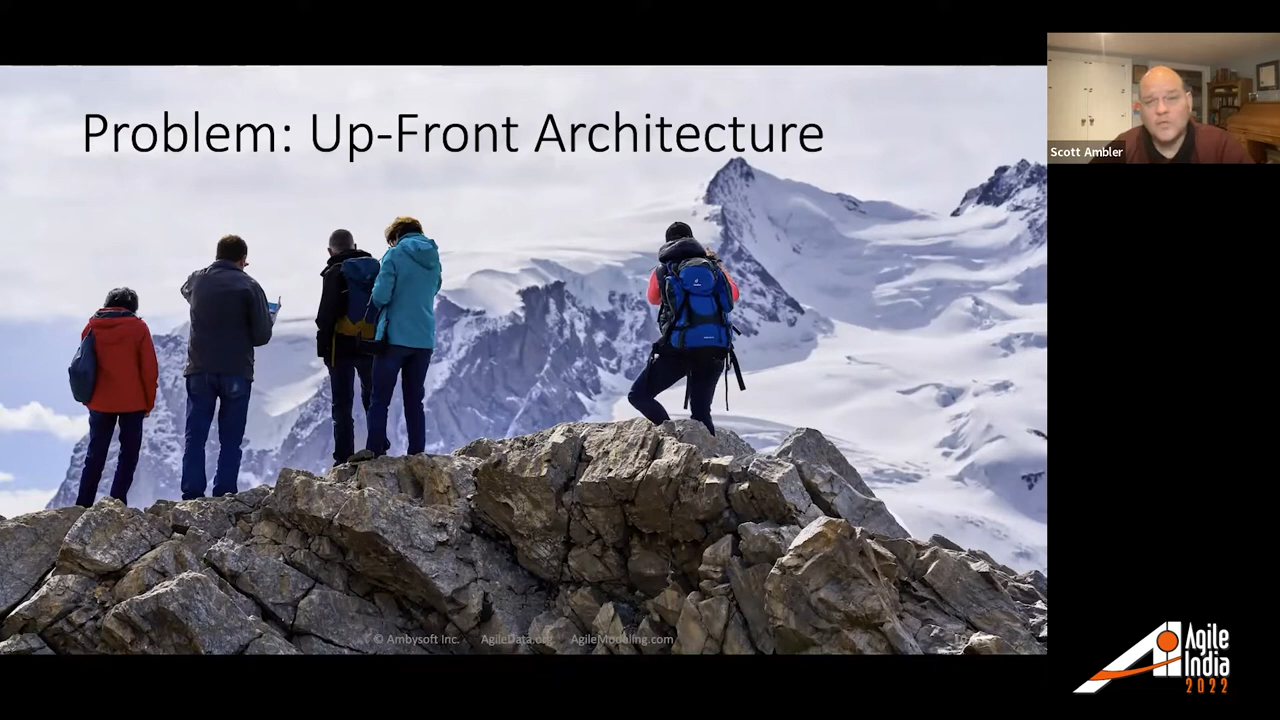 Problem: Up-Front Architecture
Scott Ambler
© Ambysoft Inc. AgileData.org AgileModeling.com
Agile
India
2022